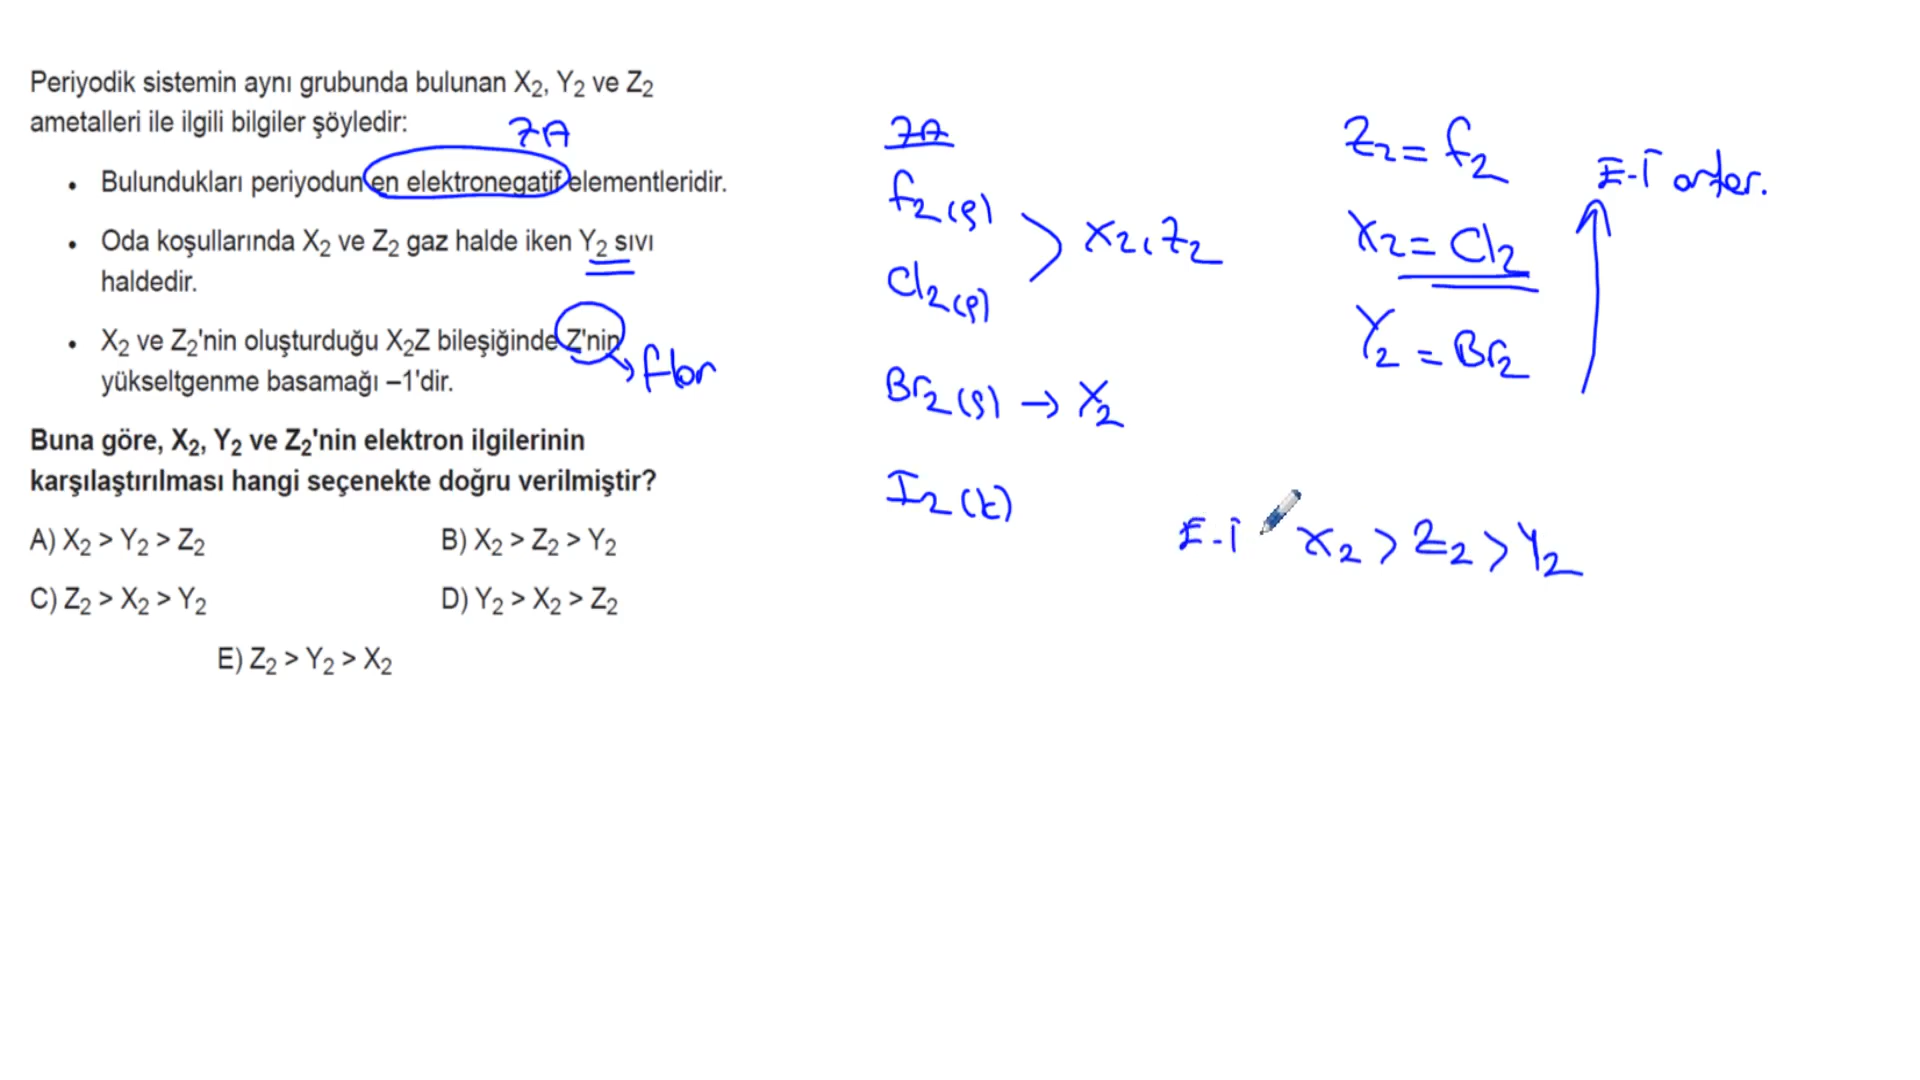 Periyodik sistemin aynı grubunda bulunan X₂, Y₂ ve Z₂
ametalleri ile ilgili bilgiler şöyledir:
7A
• Bulundukları periyodun en elektronegatif elementleridir.
• Oda koşullarında X₂ ve Z₂ gaz halde iken Y₂ sıvı
haldedir.
• X₂ ve Z₂'nin oluşturduğu X₂Z bileşiğinde Z'nin
yükseltgenme basamağı –1'dir.
→ flor
Buna göre, X₂, Y₂ ve Z₂'nin elektron ilgilerinin
karşılaştırılması hangi seçenekte doğru verilmiştir?
A) X₂ > Y₂ > Z₂
B) X₂ > Z₂ > Y₂
C) Z₂ > X₂ > Y₂
D) Y₂ > X₂ > Z₂
E) Z₂ > Y₂ > X₂
7A
f₂(g)
Cl₂(g)
> X₂, Z₂
Br₂(s) → X₂
I₂(k)
Z₂ = f₂
X₂ = Cl₂
Y₂ = Br₂
E-İ artar.
E-İ X₂ > Z₂ > Y₂